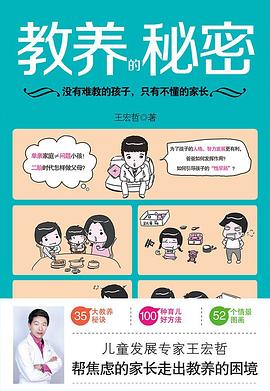 教养的秘密
没有难教的孩子，只有不懂的家长
王宏哲◎著
单亲家庭≠问题小孩！
二胎时代怎样做父母？
为了孩子的人格、智力发展更有利，
爸爸如何发挥作用？
如何引导孩子的“性早熟”？
35大教养秘诀
100种育儿好方法
52个情景图画
儿童发展专家王宏哲
帮焦虑的家长走出教养的困境